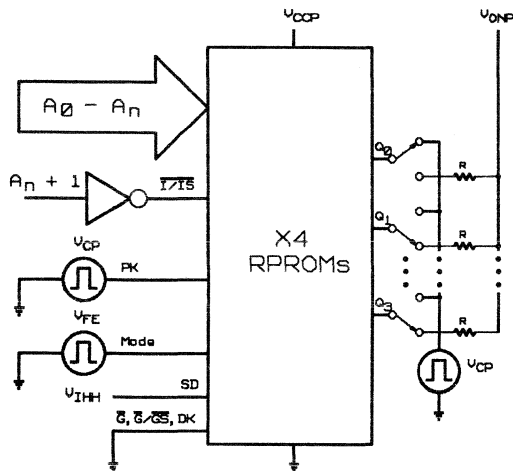 VCCP
VONP
A0 - An
Q0
R
An + 1
I/IS
Q1
R
X4
RPROMs
VCP
PK
Q3
R
VFE
Mode
VCP
VIHH
SD
G, G/GS, DK